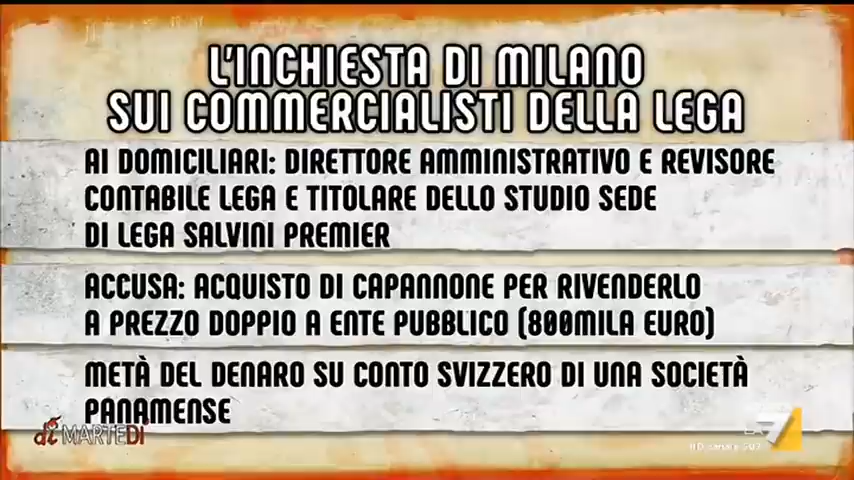 L'INCHIESTA DI MILANO
SUI COMMERCIALISTI DELLA LEGA
AI DOMICILIARI: DIRETTORE AMMINISTRATIVO E REVISORE
CONTABILE LEGA E TITOLARE DELLO STUDIO SEDE
DI LEGA SALVINI PREMIER
ACCUSA: ACQUISTO DI CAPANNONE PER RIVENDERLO
A PREZZO DOPPIO A ENTE PUBBLICO (800MILA EURO)
METÀ DEL DENARO SU CONTO SVIZZERO DI UNA SOCIETÀ
PANAMENSE
di MARTEDì
LA7